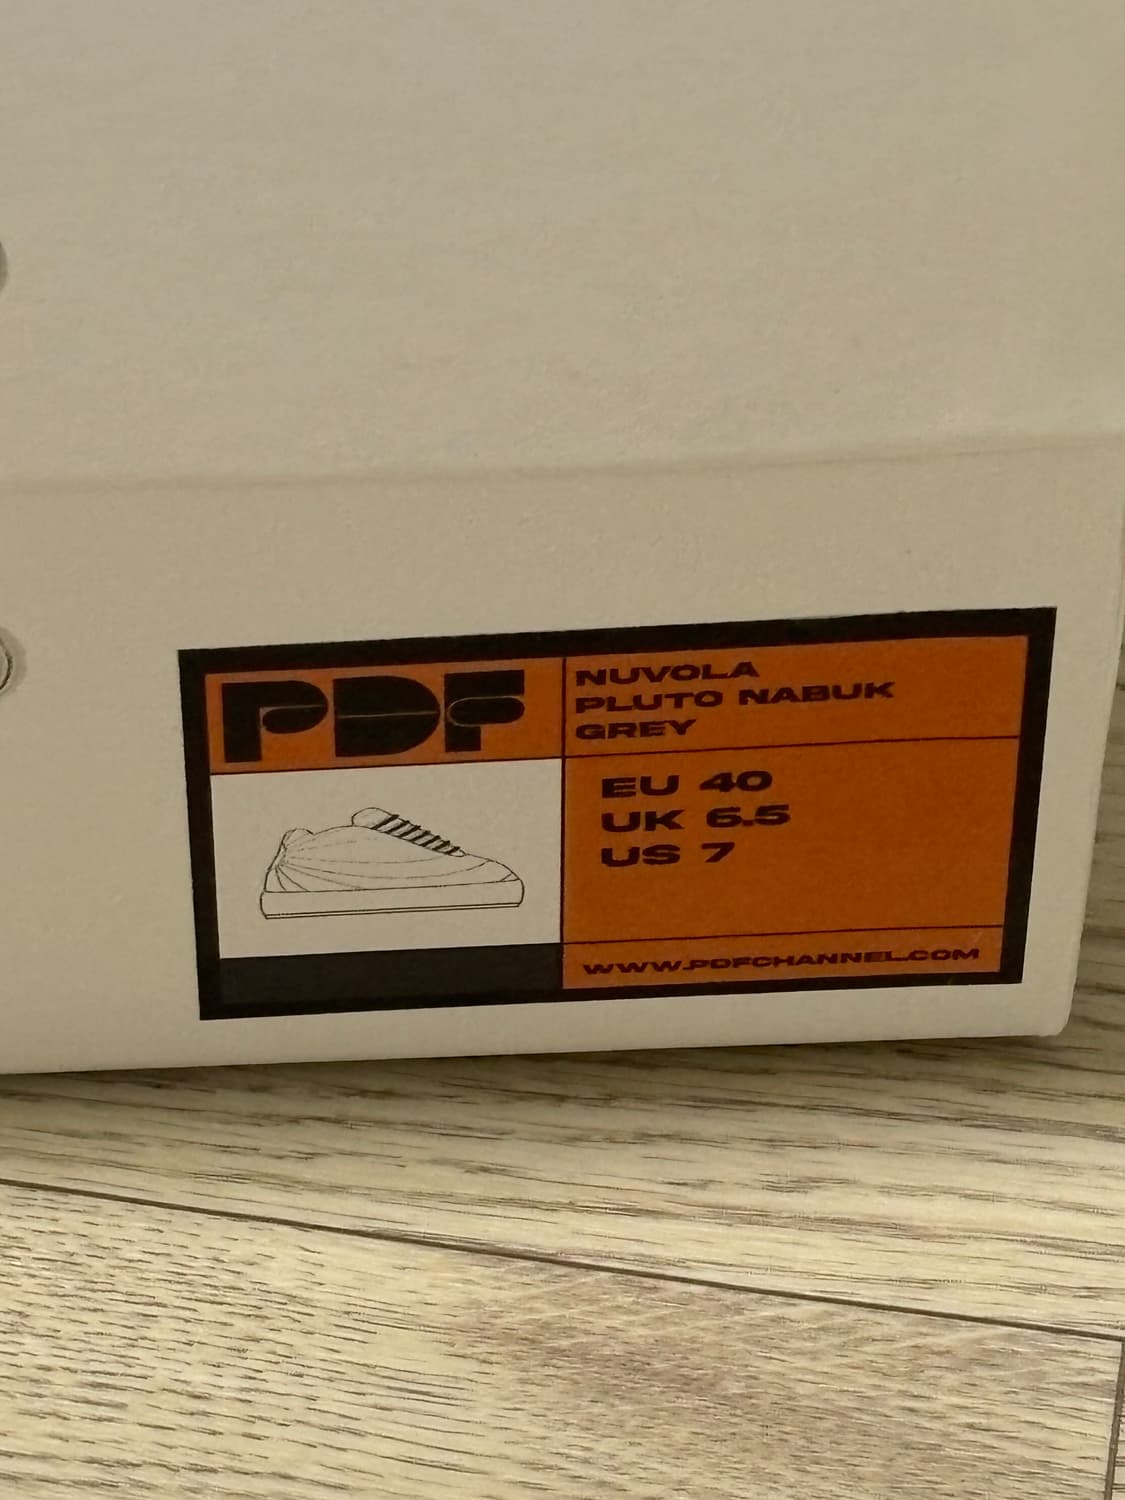 PDF
NUVOLA
PLUTO NABUK
GREY
EU 40
UK 6.5
US 7
WWW.PDFCHANNEL.COM